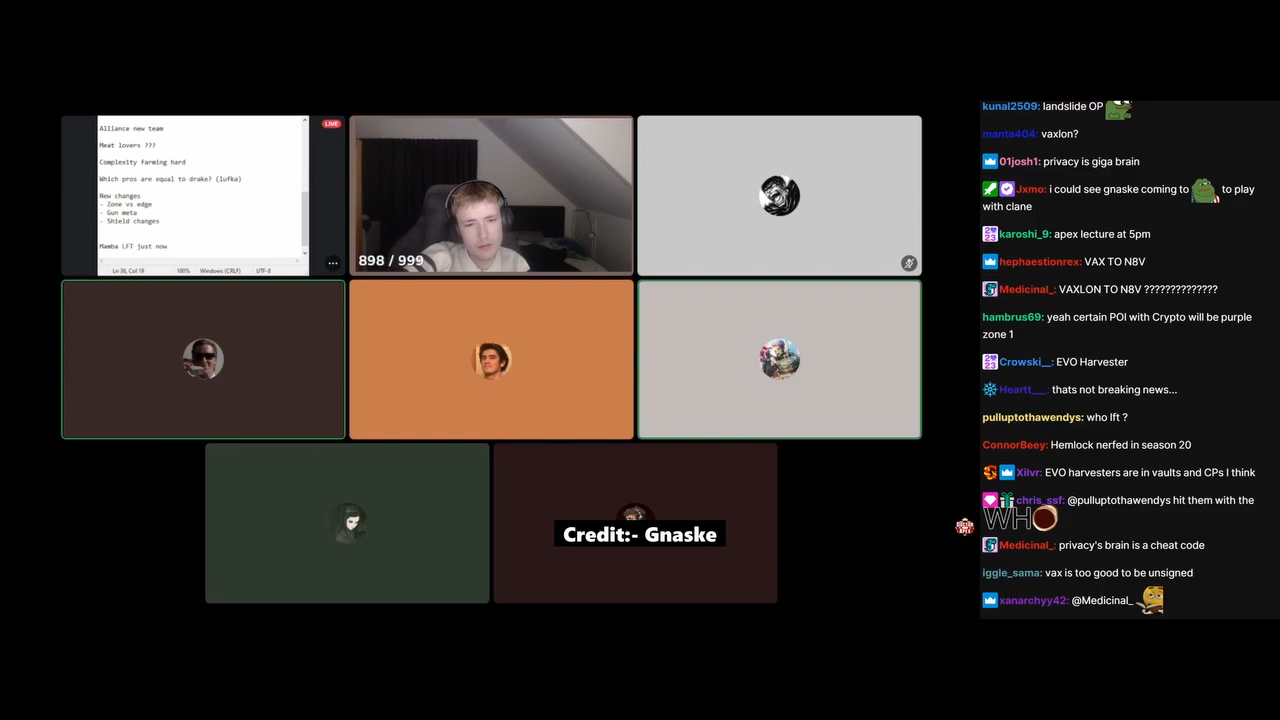 Alliance new team
Meat lovers ???
Complexity farming hard
Which pros are equal to drake? (lufka)
New changes
- Zone vs edge
- Gun meta
- Shield changes
Mamba LFT just now
Ln 36, Col 19 100% Windows (CRLF) UTF-8
LIVE
898 / 999
Credit:- Gnaske
kunal2509: landslide OP
manta404: vaxlon?
01josh1: privacy is giga brain
Jxmo: i could see gnaske coming to to play
with clane
karoshi_9: apex lecture at 5pm
hephaestionrex: VAX TO N8V
Medicinal_: VAXLON TO N8V ??????????????
hambrus69: yeah certain POI with Crypto will be purple
zone 1
Crowski__: EVO Harvester
Heartt___: thats not breaking news...
pulluptothawendys: who lft ?
ConnorBeey: Hemlock nerfed in season 20
Xilvr: EVO harvesters are in vaults and CPs I think
chris_ssf: @pulluptothawendys hit them with the
WHO
Medicinal_: privacy's brain is a cheat code
iggle_sama: vax is too good to be unsigned
xanarchyy42: @Medicinal_